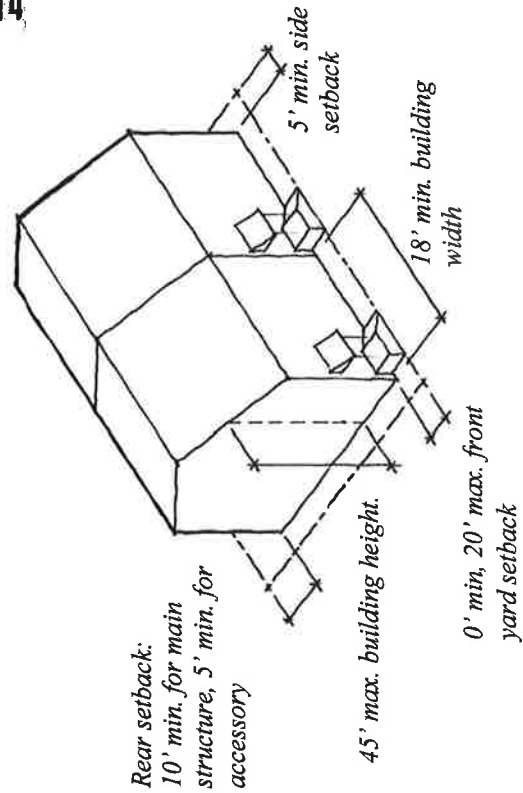 14
5' min. side
setback
18' min. building
width
0' min, 20' max. front
yard setback
45' max. building height.
Rear setback:
10' min. for main
structure, 5' min. for
accessory